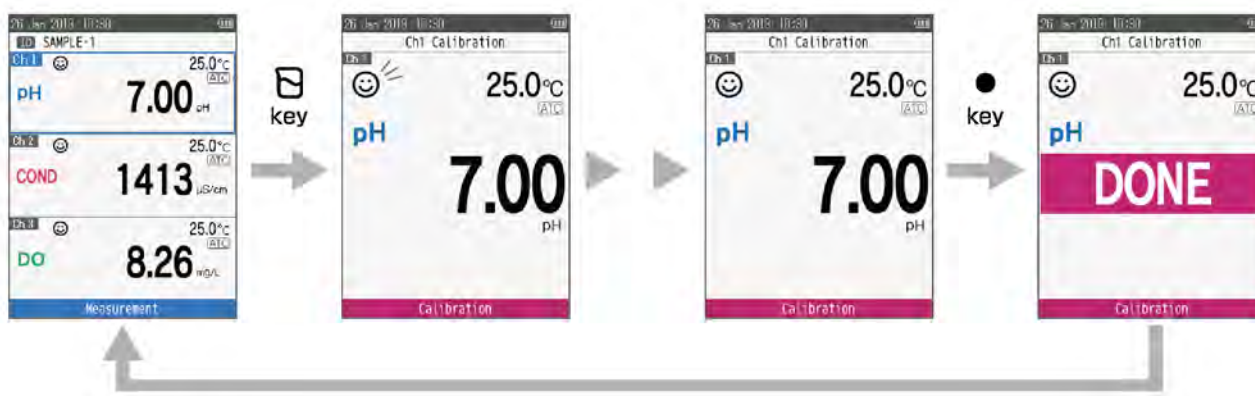 26 Jan 2019 10:30
ID SAMPLE-1
Ch 1
25.0°C
ATC
pH
7.00 pH
Ch 2
25.0°C
ATC
COND
1413 μS/cm
Ch 3
25.0°C
ATC
DO
8.26 mg/L
Measurement
key
26 Jan 2019 10:30
Ch1 Calibration
Ch 1
25.0°C
ATC
pH
7.00
pH
Calibration
26 Jan 2019 10:30
Ch1 Calibration
Ch 1
25.0°C
ATC
pH
7.00
pH
Calibration
key
26 Jan 2019 10:30
Ch1 Calibration
Ch 1
25.0°C
ATC
pH
DONE
Calibration